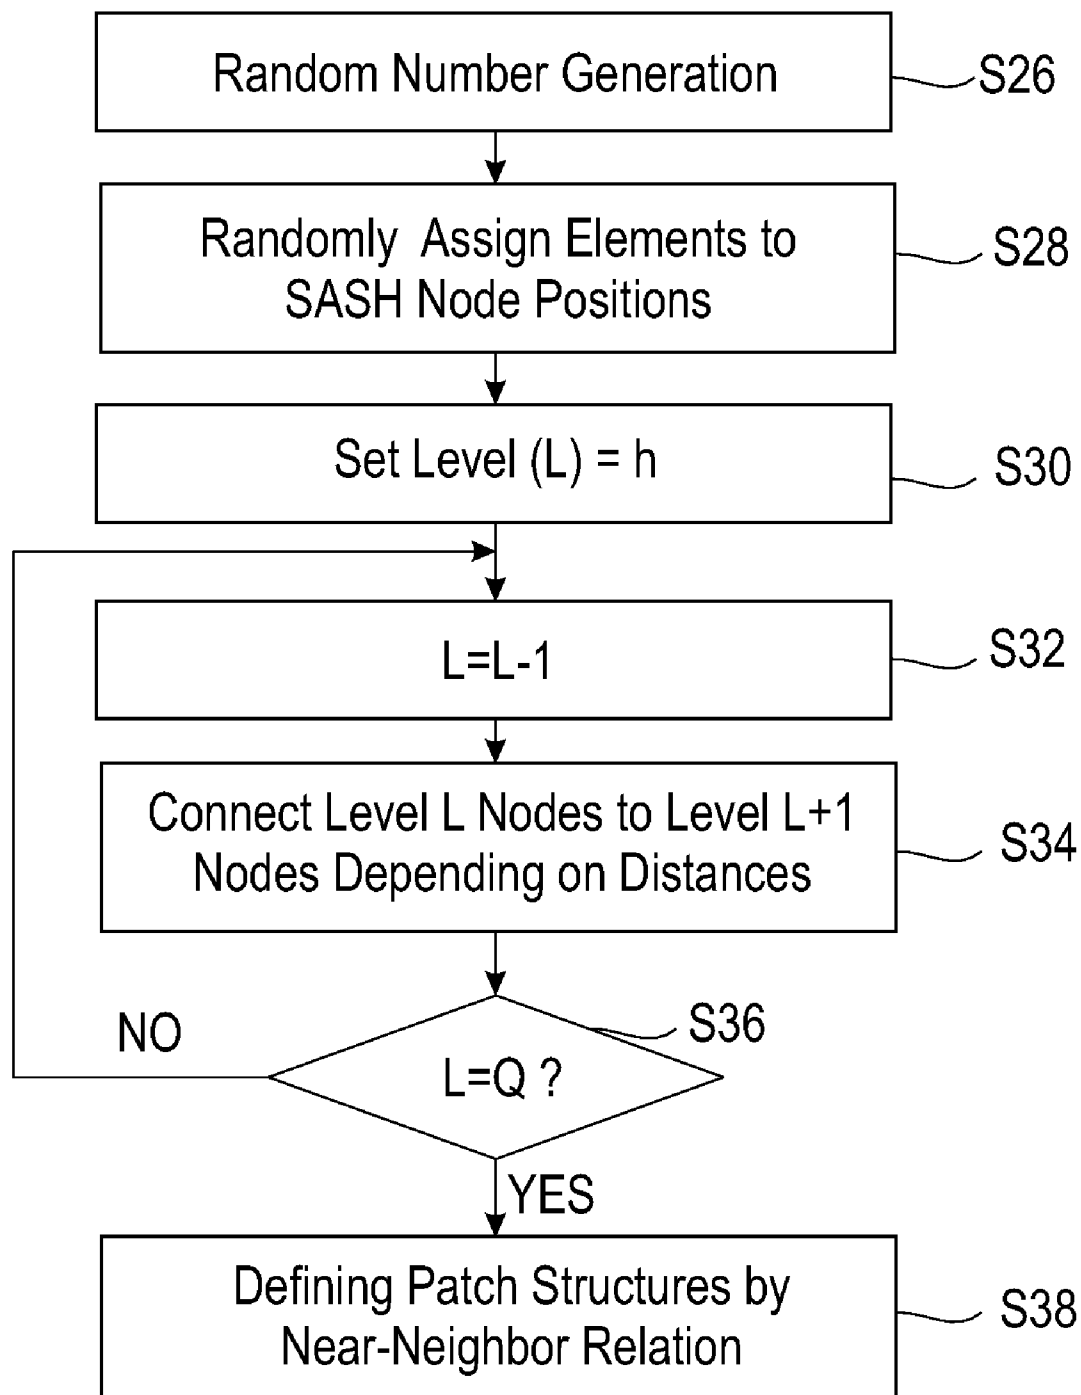 Random Number Generation
S26
Randomly Assign Elements to
SASH Node Positions
S28
Set Level (L) = h
S30
L=L-1
S32
Connect Level L Nodes to Level L+1
Nodes Depending on Distances
S34
L=Q ?
S36
NO
YES
Defining Patch Structures by
Near-Neighbor Relation
S38